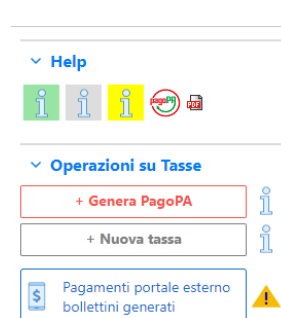 Help
pagoPA
PDF
Operazioni su Tasse
+ Genera PagoPA
+ Nuova tassa
Pagamenti portale esterno
bollettini generati